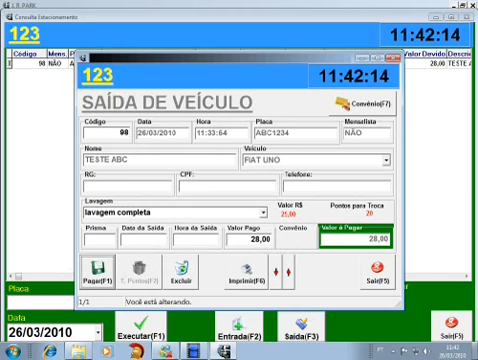 J. R. PARK
Consulta Estacionamento
123 11:42:14
Código Mens. Valor Devido Descri
98 NÃO 28,00 TESTE
123 11:42:14
SAÍDA DE VEÍCULO Convênio(F7)
Código Data Hora Placa Mensalista
98 26/03/2010 11:33:54 ABC1234 NÃO
Nome Veículo
TESTE ABC FIAT UNO
RG: CPF: Telefone:
Lavagem Valor R$ Pontos para Troca
lavagem completa 25,00 20
Prisma Data da Saída Hora da Saída Valor Pago Convênio Valor à Pagar
28,00 28,00
Pagar(F1) T. Pontos(F2) Excluir Imprimir(F6) Sair(F5)
1/1 Você está alterando.
Placa
Data
26/03/2010 Executar(F1) Entrada(F2) Saída(F3) Sair(F5)
PT 11:42
26/03/2010